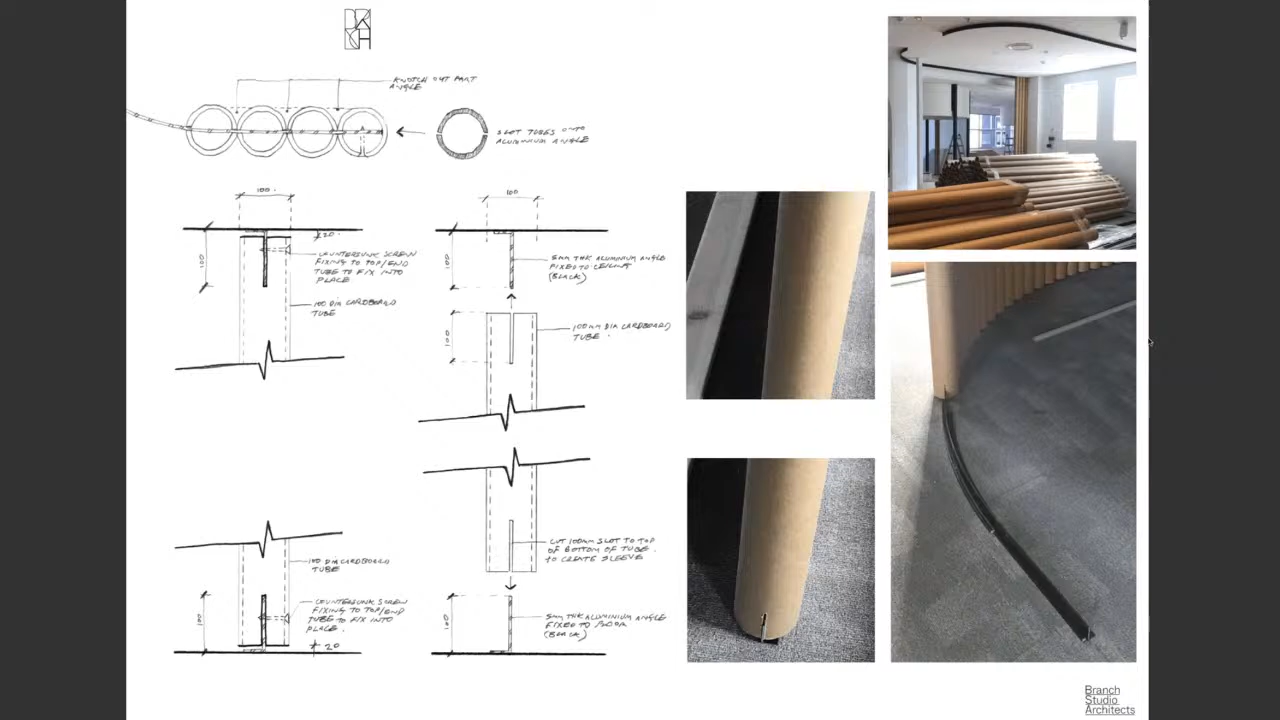 KNOTCH OUT PART
ANGLE
SLOT TUBES ONTO
ALUMINIUM ANGLE
100.
100
20.
100
COUNTERSUNK SCREW
FIXING TO TOP/END
TUBE TO FIX INTO
PLACE
100 DIA CARDBOARD
TUBE
100
5MM THK ALUMINIUM ANGLE
FIXED TO CEILING
(BLACK)
100
100MM DIA CARDBOARD
TUBE.
CUT 100MM SLOT TO TOP
OF BOTTOM OF TUBE.
TO CREATE SLEEVE
100 DIA CARDBOARD
TUBE
100
COUNTERSUNK SCREW
FIXING TO TOP/END
TUBE TO FIX INTO
PLACE.
20
100
5MM THK ALUMINIUM ANGLE
FIXED TO FLOOR
(BLACK)
Branch
Studio
Architects